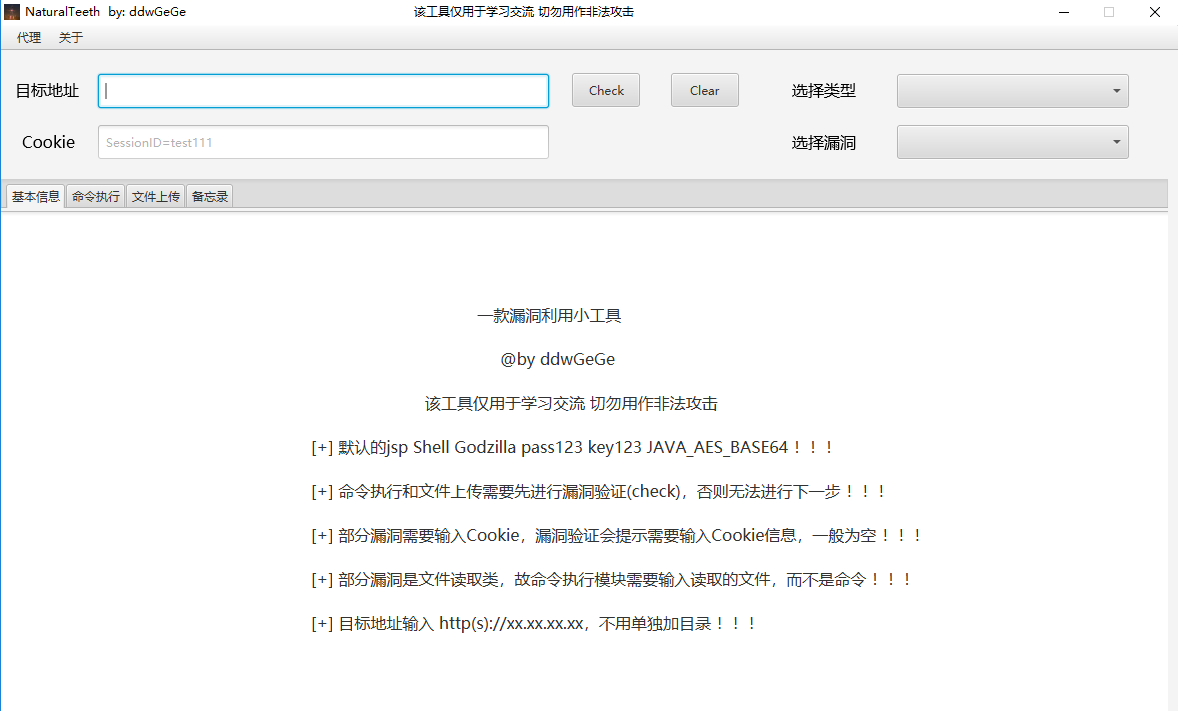 NaturalTeeth by: ddwGeGe 该工具仅用于学习交流 切勿用作非法攻击
代理 关于
目标地址 Check Clear 选择类型
Cookie SessionID=test111 选择漏洞
基本信息 命令执行 文件上传 备忘录
一款漏洞利用小工具
@by ddwGeGe
该工具仅用于学习交流 切勿用作非法攻击
[+] 默认的jsp Shell Godzilla pass123 key123 JAVA_AES_BASE64！！！
[+] 命令执行和文件上传需要先进行漏洞验证(check)，否则无法进行下一步！！！
[+] 部分漏洞需要输入Cookie，漏洞验证会提示需要输入Cookie信息，一般为空！！！
[+] 部分漏洞是文件读取类，故命令执行模块需要输入读取的文件，而不是命令！！！
[+] 目标地址输入 http(s)://xx.xx.xx.xx，不用单独加目录！！！